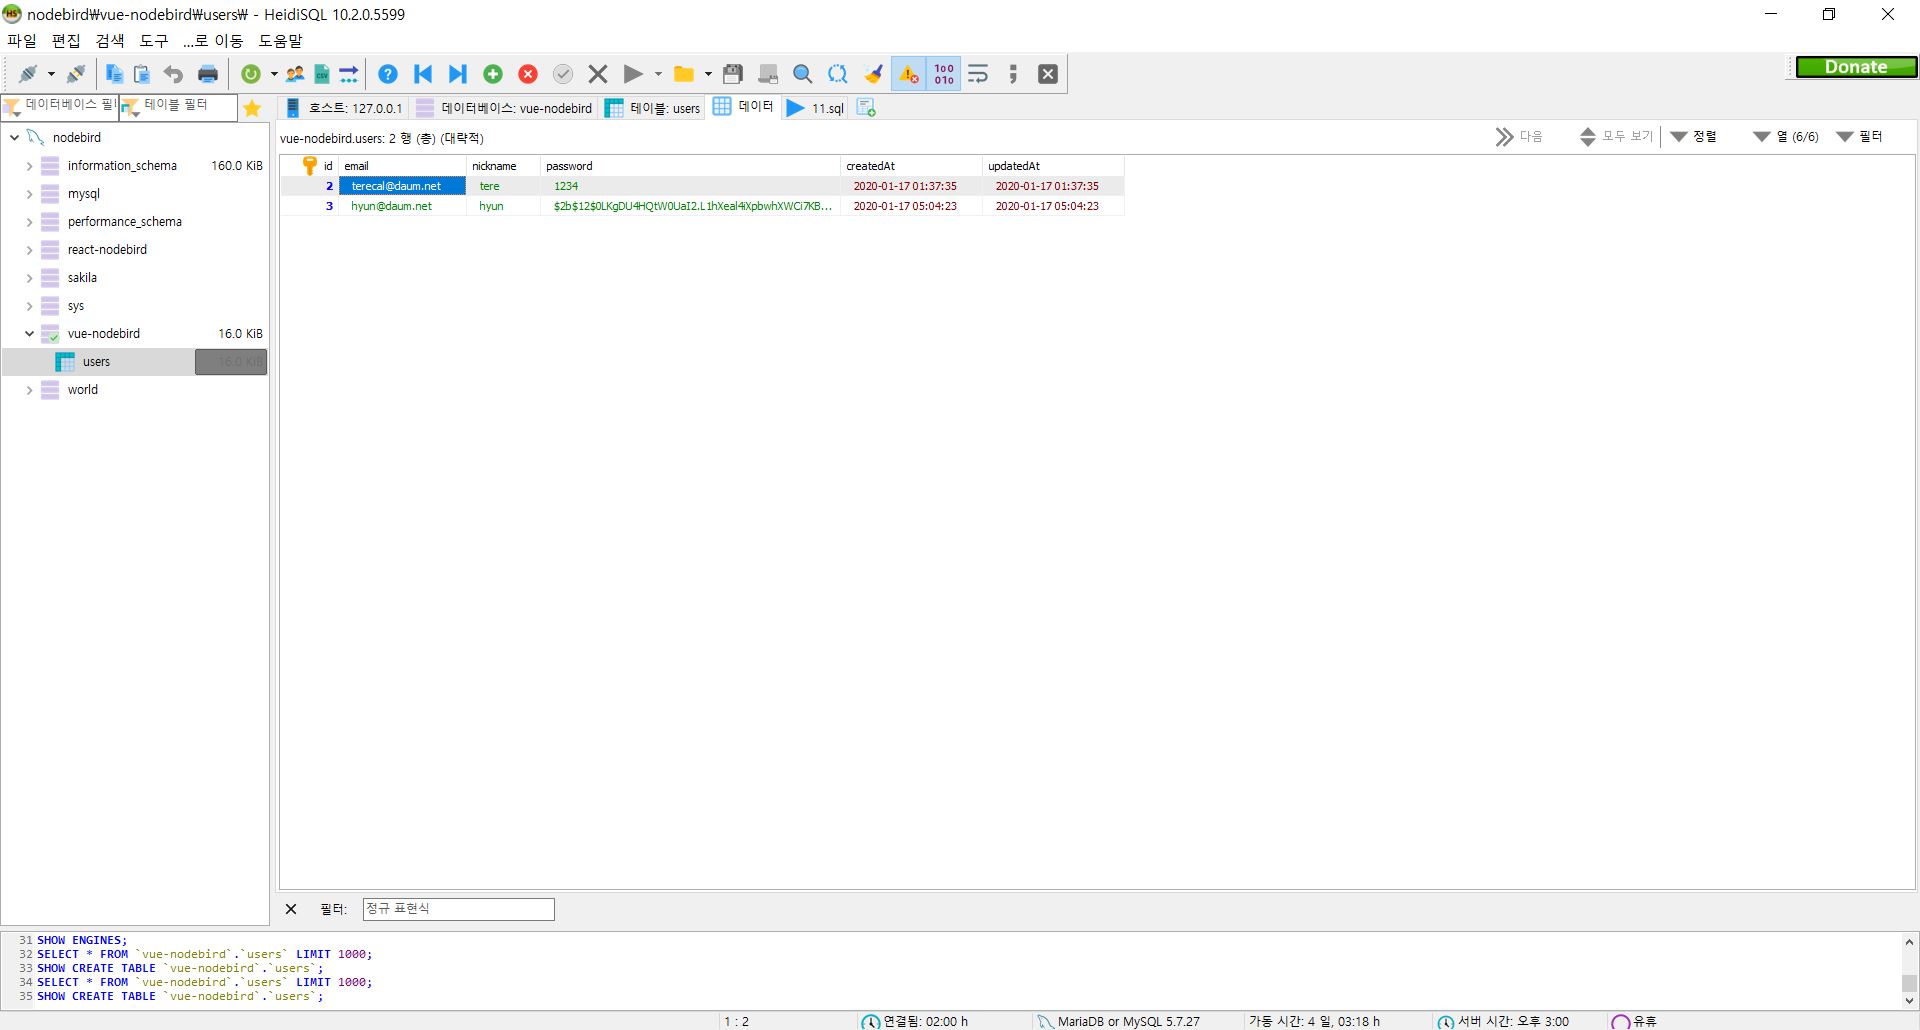 nodebird₩vue-nodebird₩users₩ - HeidiSQL 10.2.0.5599
파일 편집 검색 도구 ...로 이동 도움말
Donate
데이터베이스 필 테이블 필터
호스트: 127.0.0.1 데이터베이스: vue-nodebird 테이블: users 데이터 11.sql
nodebird
information_schema 160.0 KiB
mysql
performance_schema
react-nodebird
sakila
sys
vue-nodebird 16.0 KiB
users 16.0 KiB
world
vue-nodebird.users: 2 행 (총) (대략적) 다음 모두 보기 정렬 열 (6/6) 필터
id email nickname password createdAt updatedAt
2 terecal@daum.net tere 1234 2020-01-17 01:37:35 2020-01-17 01:37:35
3 hyun@daum.net hyun 2020-01-17 05:04:23 2020-01-17 05:04:23
필터: 정규 표현식
31 SHOW ENGINES;
32 SELECT * FROM `vue-nodebird`.`users` LIMIT 1000;
33 SHOW CREATE TABLE `vue-nodebird`.`users`;
34 SELECT * FROM `vue-nodebird`.`users` LIMIT 1000;
35 SHOW CREATE TABLE `vue-nodebird`.`users`;
1 : 2 연결됨: 02:00 h MariaDB or MySQL 5.7.27 가동 시간: 4 일, 03:18 h 서버 시간: 오후 3:00 유휴